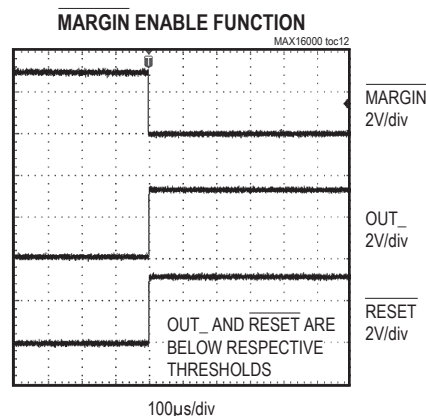 MARGIN ENABLE FUNCTION
MAX16000 toc12
T
MARGIN
2V/div
OUT_
2V/div
RESET
2V/div
OUT_ AND RESET ARE
BELOW RESPECTIVE
THRESHOLDS
100µs/div